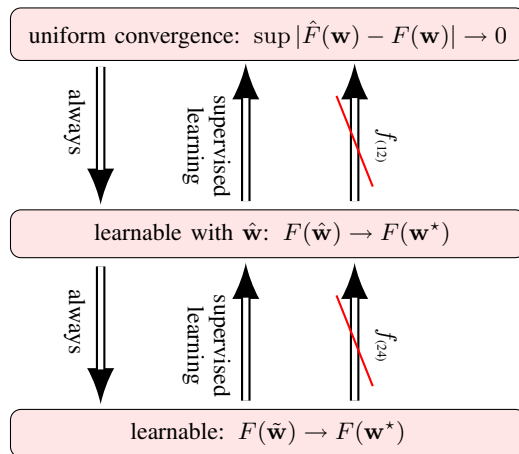 uniform convergence: sup |F̂(w) − F(w)| → 0
always
supervised
learning
f(12)
learnable with ŵ: F(ŵ) → F(w⋆)
always
supervised
learning
f(24)
learnable: F(w̃) → F(w⋆)